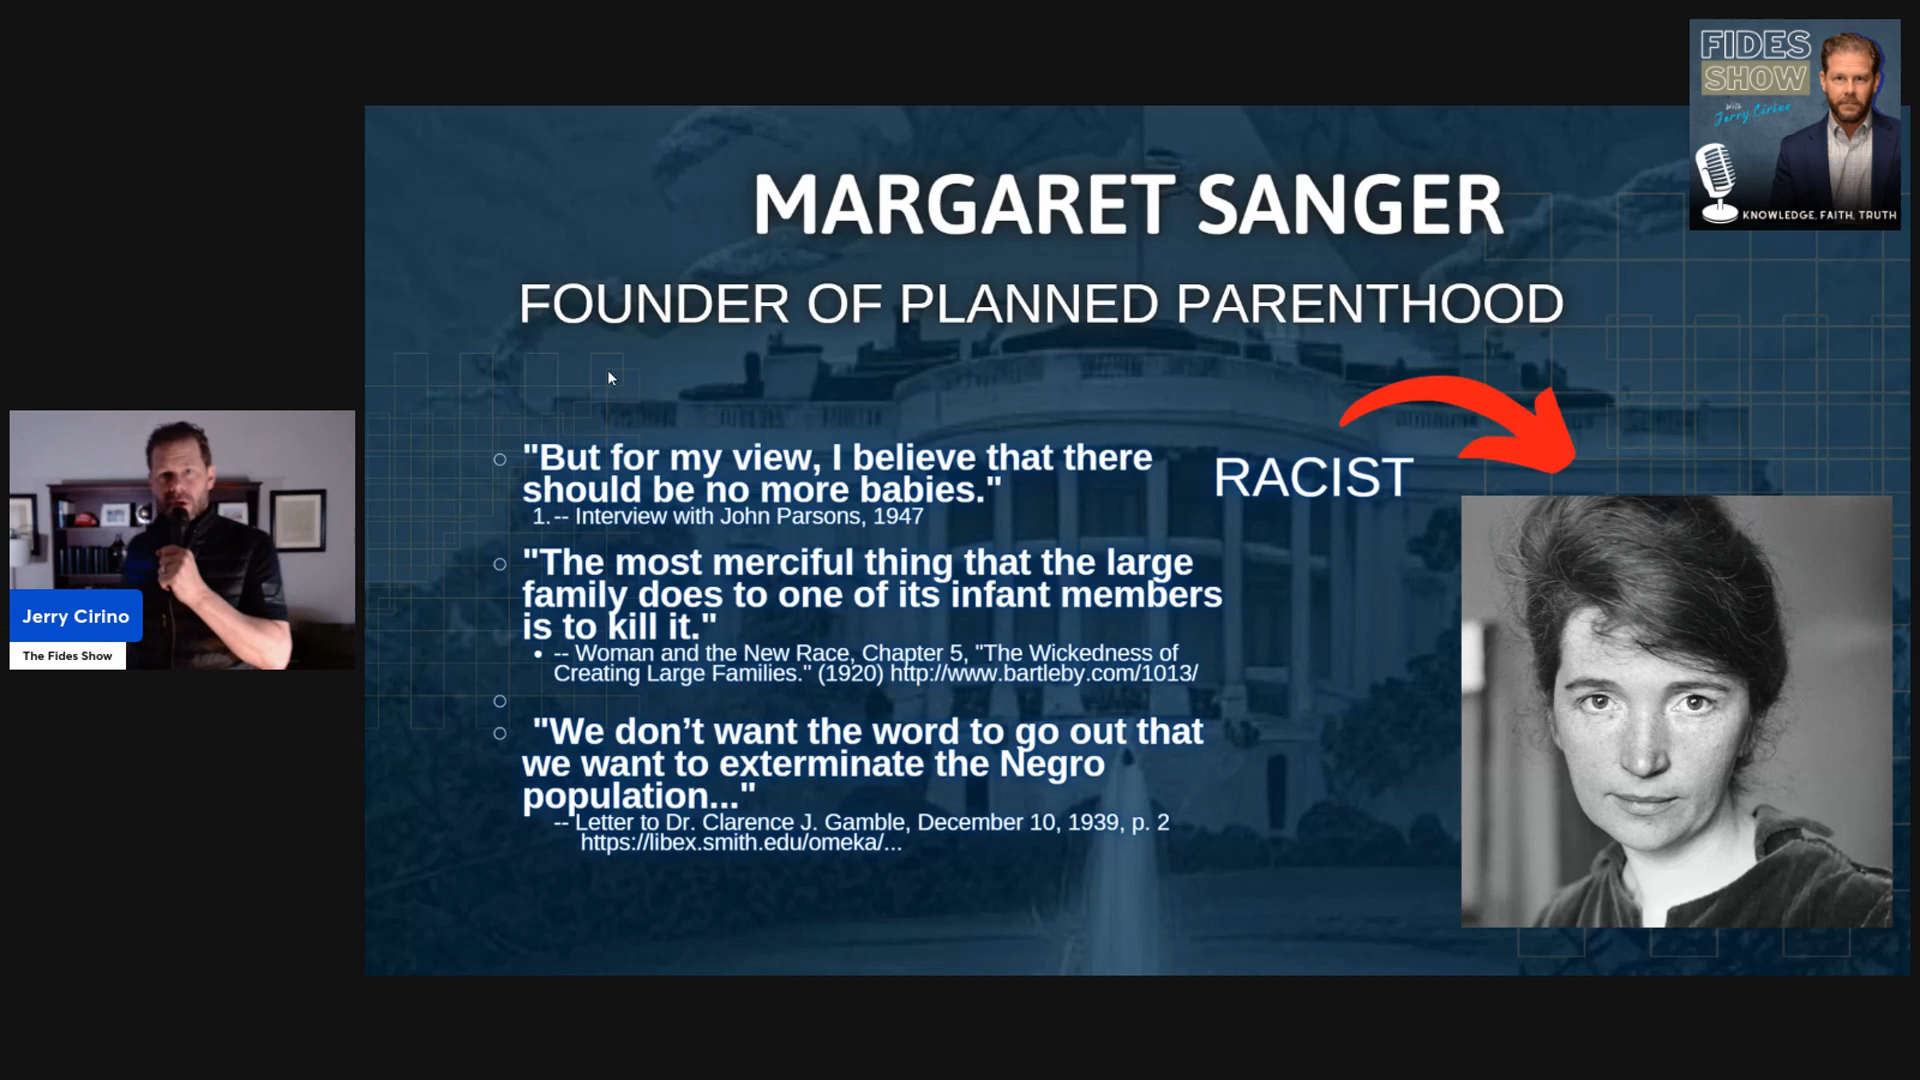 FIDES
SHOW
with
Jerry Cirino
KNOWLEDGE, FAITH, TRUTH
MARGARET SANGER
FOUNDER OF PLANNED PARENTHOOD
"But for my view, I believe that there
should be no more babies."
1. -- Interview with John Parsons, 1947
"The most merciful thing that the large
family does to one of its infant members
is to kill it."
• -- Woman and the New Race, Chapter 5, "The Wickedness of
Creating Large Families." (1920) http://www.bartleby.com/1013/
"We don’t want the word to go out that
we want to exterminate the Negro
population..."
-- Letter to Dr. Clarence J. Gamble, December 10, 1939, p. 2
https://libex.smith.edu/omeka/...
RACIST
Jerry Cirino
The Fides Show